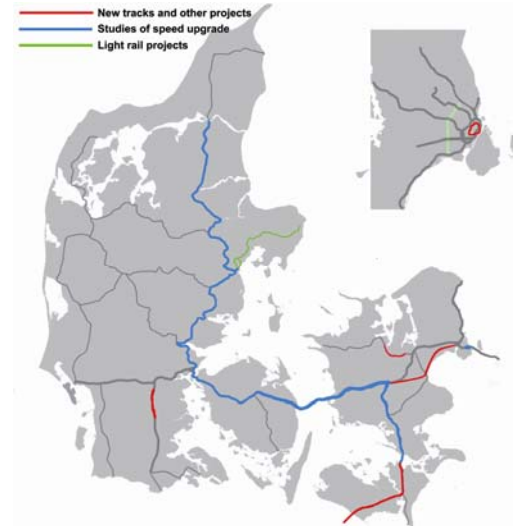 New tracks and other projects
Studies of speed upgrade
Light rail projects